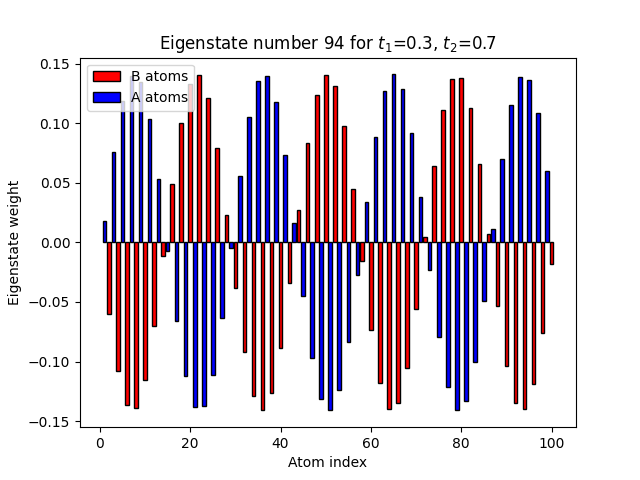 Eigenstate number 94 for t₁=0.3, t₂=0.7
B atoms
A atoms
Eigenstate weight
0.15
0.10
0.05
0.00
−0.05
−0.10
−0.15
0 20 40 60 80 100
Atom index